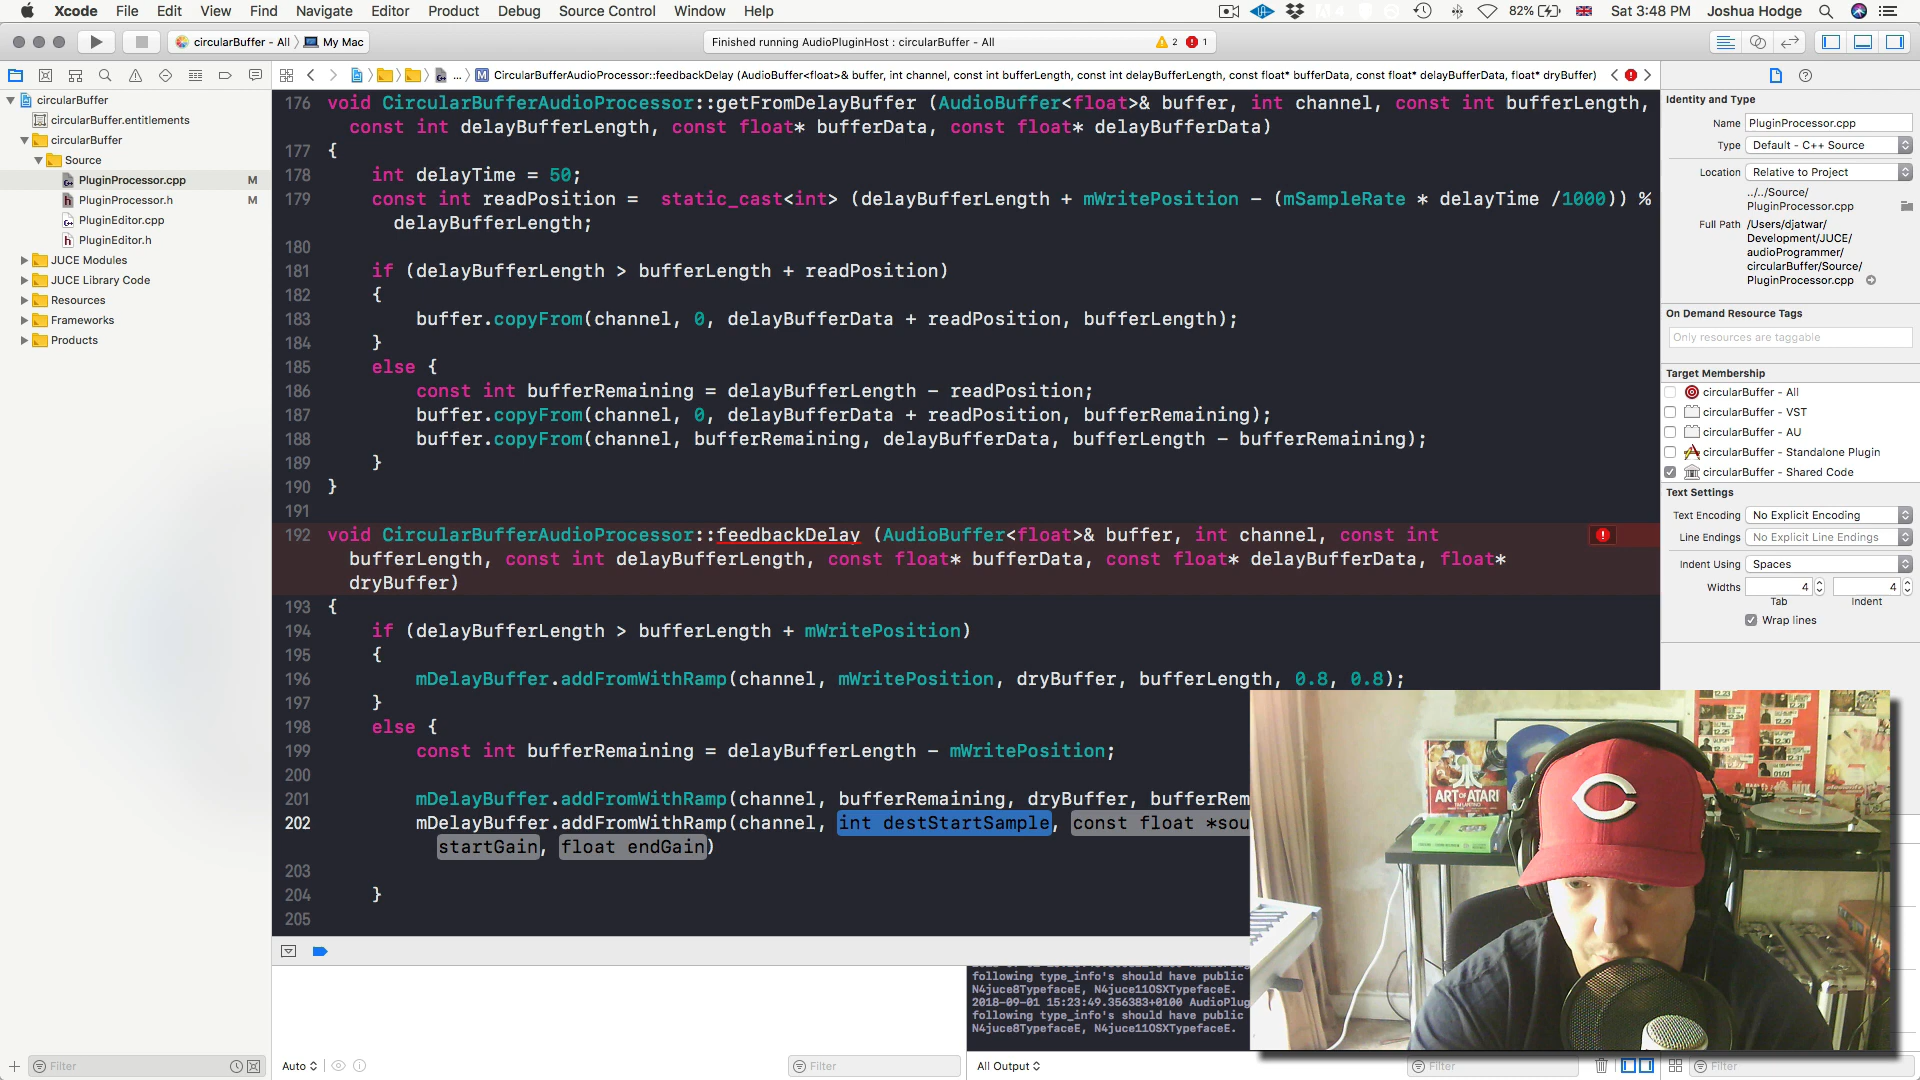 Xcode File Edit View Find Navigate Editor Product Debug Source Control Window Help
82% Sat 3:48 PM Joshua Hodge
circularBuffer - All My Mac
Finished running AudioPluginHost : circularBuffer - All 2 1
... CircularBufferAudioProcessor::feedbackDelay (AudioBuffer<float>& buffer, int channel, const int bufferLength, const int delayBufferLength, const float* bufferData, const float* delayBufferData, float* dryBuffer)
circularBuffer
circularBuffer.entitlements
circularBuffer
Source
PluginProcessor.cpp M
PluginProcessor.h M
PluginEditor.cpp
PluginEditor.h
JUCE Modules
JUCE Library Code
Resources
Frameworks
Products
Filter
176 void CircularBufferAudioProcessor::getFromDelayBuffer (AudioBuffer<float>& buffer, int channel, const int bufferLength,
const int delayBufferLength, const float* bufferData, const float* delayBufferData)
177 {
178 int delayTime = 50;
179 const int readPosition = static_cast<int> (delayBufferLength + mWritePosition - (mSampleRate * delayTime /1000)) %
delayBufferLength;
180
181 if (delayBufferLength > bufferLength + readPosition)
182 {
183 buffer.copyFrom(channel, 0, delayBufferData + readPosition, bufferLength);
184 }
185 else {
186 const int bufferRemaining = delayBufferLength - readPosition;
187 buffer.copyFrom(channel, 0, delayBufferData + readPosition, bufferRemaining);
188 buffer.copyFrom(channel, bufferRemaining, delayBufferData, bufferLength - bufferRemaining);
189 }
190 }
191
192 void CircularBufferAudioProcessor::feedbackDelay (AudioBuffer<float>& buffer, int channel, const int
bufferLength, const int delayBufferLength, const float* bufferData, const float* delayBufferData, float*
dryBuffer)
193 {
194 if (delayBufferLength > bufferLength + mWritePosition)
195 {
196 mDelayBuffer.addFromWithRamp(channel, mWritePosition, dryBuffer, bufferLength, 0.8, 0.8);
197 }
198 else {
199 const int bufferRemaining = delayBufferLength - mWritePosition;
200
201 mDelayBuffer.addFromWithRamp(channel, bufferRemaining, dryBuffer, bufferRem
202 mDelayBuffer.addFromWithRamp(channel, int destStartSample, const float *sou
startGain, float endGain)
203
204 }
205
following type_info's should have public
N4juce8TypefaceE, N4juce11OSXTypefaceE.
2018-09-01 15:23:49.356383+0100 AudioPlug
following type_info's should have public
N4juce8TypefaceE, N4juce11OSXTypefaceE.
Auto Filter All Output Filter Filter
Identity and Type
Name PluginProcessor.cpp
Type Default - C++ Source
Location Relative to Project
../../Source/
PluginProcessor.cpp
Full Path /Users/djatwar/
Development/JUCE/
audioProgrammer/
circularBuffer/Source/
PluginProcessor.cpp
On Demand Resource Tags
Only resources are taggable
Target Membership
circularBuffer - All
circularBuffer - VST
circularBuffer - AU
circularBuffer - Standalone Plugin
circularBuffer - Shared Code
Text Settings
Text Encoding No Explicit Encoding
Line Endings No Explicit Line Endings
Indent Using Spaces
Widths 4 4
Tab Indent
Wrap lines
ART OF ATARI
C